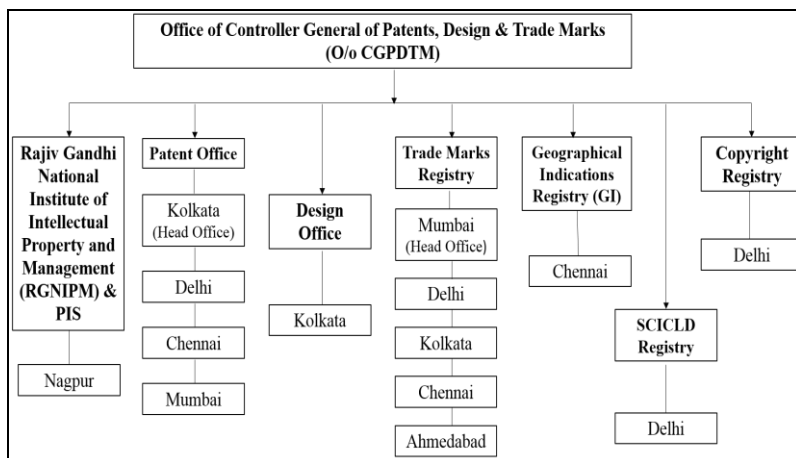 Office of Controller General of Patents, Design & Trade Marks
(O/o CGPDTM)
Rajiv Gandhi
National
Institute of
Intellectual
Property and
Management
(RGNIPM) &
PIS
Nagpur
Patent Office
Kolkata
(Head Office)
Delhi
Chennai
Mumbai
Design
Office
Kolkata
Trade Marks
Registry
Mumbai
(Head Office)
Delhi
Kolkata
Chennai
Ahmedabad
Geographical
Indications
Registry (GI)
Chennai
SCICLD
Registry
Delhi
Copyright
Registry
Delhi